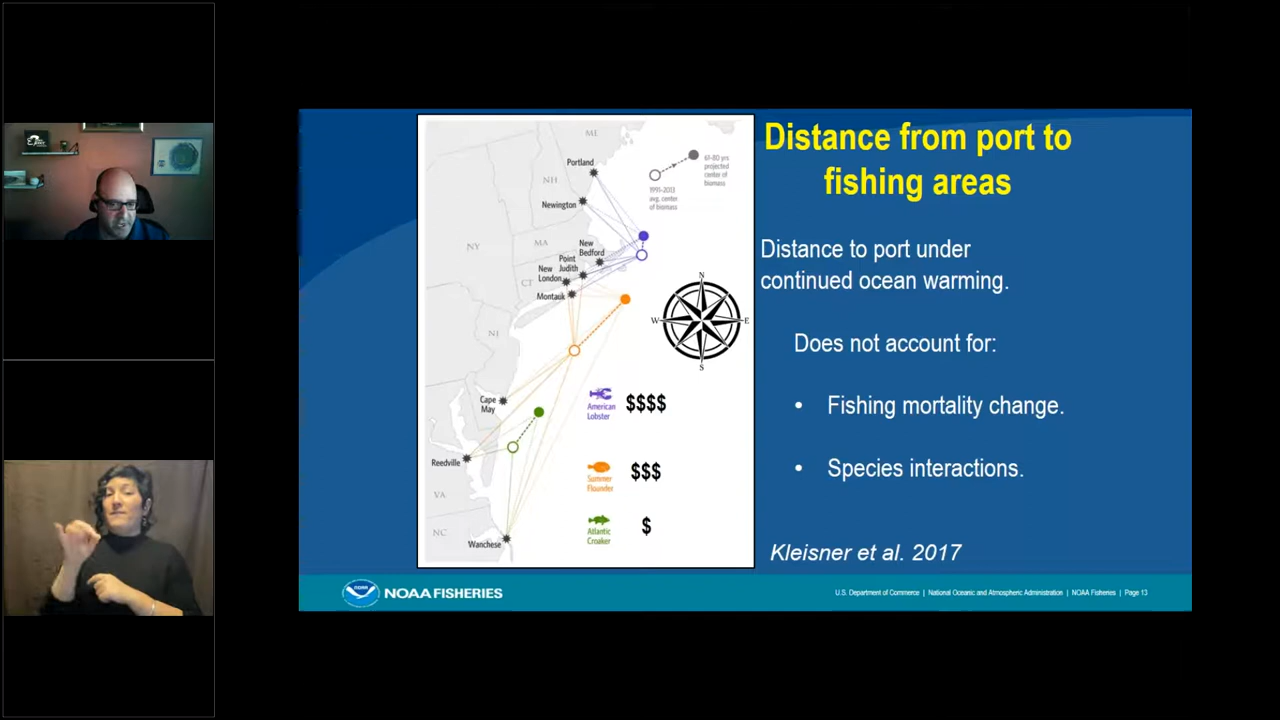 Distance from port to
fishing areas
Distance to port under
continued ocean warming.
Does not account for:
• Fishing mortality change.
• Species interactions.
Kleisner et al. 2017
ME
Portland
61-80 yrs
projected
center of
biomass
NH
1991-2013
avg. center
of biomass
Newington
NY
MA
New
Bedford
Point
Judith
New
London
CT
Montauk
N
W
E
S
NJ
Cape
May
American
Lobster
$$$$
Reedville
Summer
Flounder
$$$
VA
NC
Atlantic
Croaker
$
Wanchese
NOAA
NOAA FISHERIES
U.S. Department of Commerce | National Oceanic and Atmospheric Administration | NOAA Fisheries | Page 13